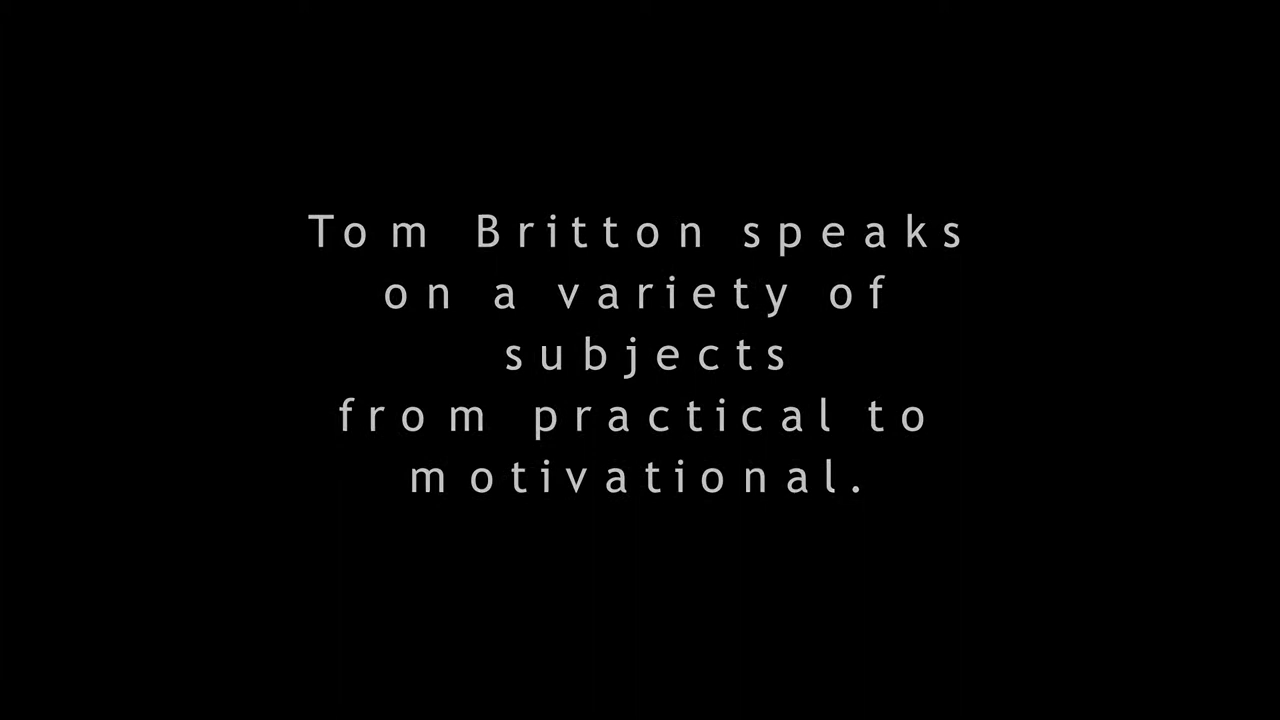 Tom Britton speaks
on a variety of
subjects
from practical to
motivational.